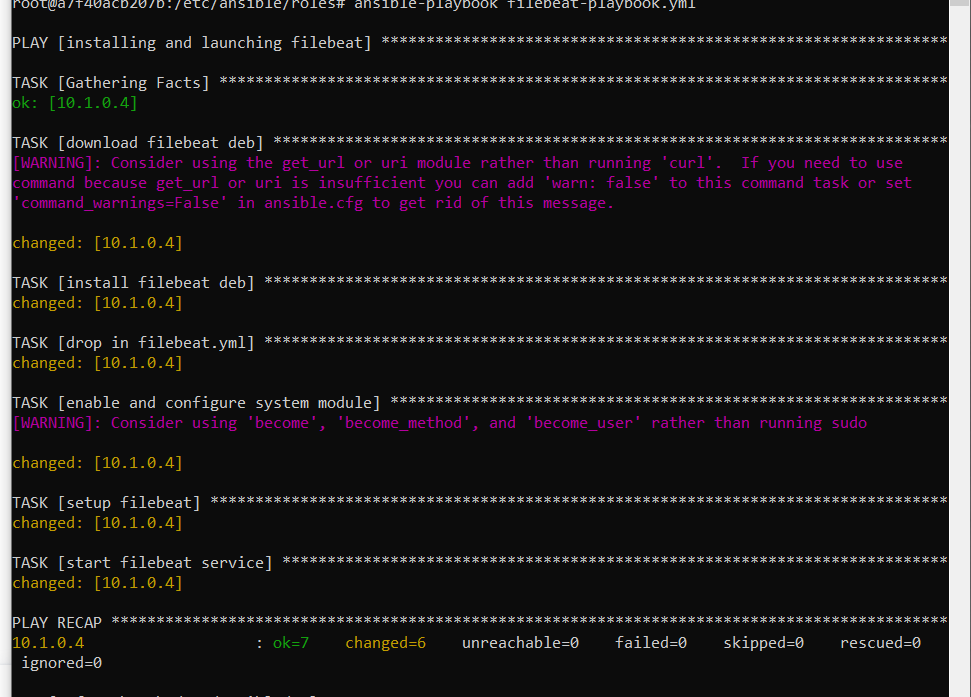 root@a7f40acb207b:/etc/ansible/roles# ansible-playbook filebeat-playbook.yml
PLAY [installing and launching filebeat] ***************************************************************
TASK [Gathering Facts] *********************************************************************************
ok: [10.1.0.4]
TASK [download filebeat deb] ***************************************************************************
[WARNING]: Consider using the get_url or uri module rather than running 'curl'.  If you need to use
command because get_url or uri is insufficient you can add 'warn: false' to this command task or set
'command_warnings=False' in ansible.cfg to get rid of this message.
changed: [10.1.0.4]
TASK [install filebeat deb] ****************************************************************************
changed: [10.1.0.4]
TASK [drop in filebeat.yml] ****************************************************************************
changed: [10.1.0.4]
TASK [enable and configure system module] **************************************************************
[WARNING]: Consider using 'become', 'become_method', and 'become_user' rather than running sudo
changed: [10.1.0.4]
TASK [setup filebeat] **********************************************************************************
changed: [10.1.0.4]
TASK [start filebeat service] **************************************************************************
changed: [10.1.0.4]
PLAY RECAP *********************************************************************************************
10.1.0.4                   : ok=7    changed=6    unreachable=0    failed=0    skipped=0    rescued=0
ignored=0